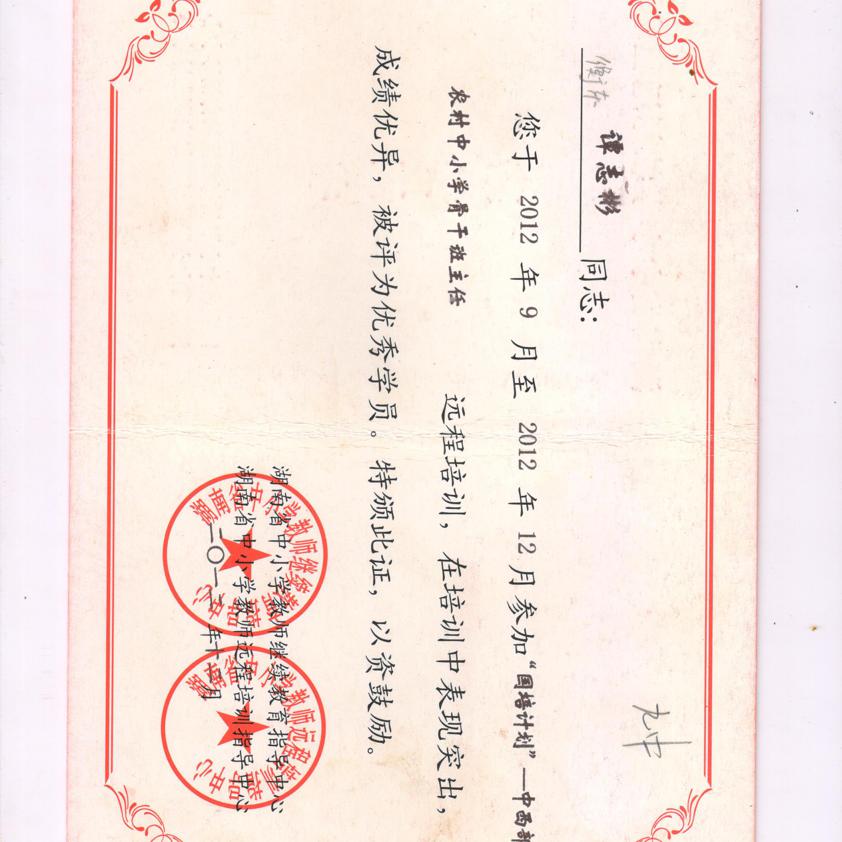 谭志彬 同志:
您于 2012 年 9 月至 2012 年 12 月参加“国培计划”—中西部
农村中小学骨干班主任 远程培训,在培训中表现突出,
成绩优异,被评为优秀学员。特颁此证,以资鼓励。
湖南省中小学教师继续教育指导中心
湖南省中小学教师远程培训指导中心
二〇一二年十二月
九中